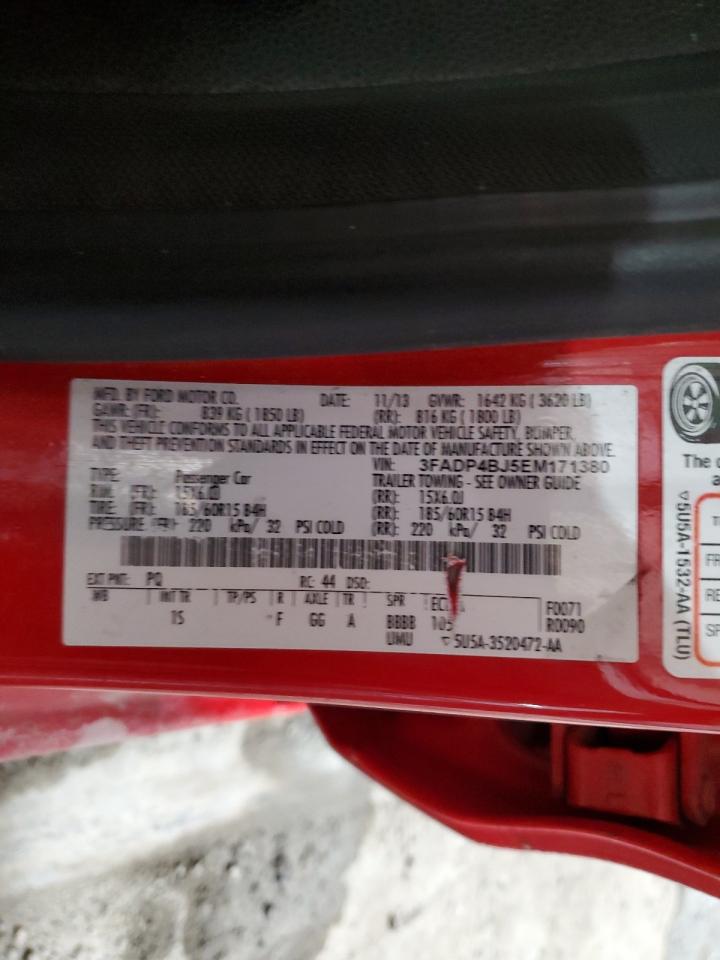 MFD. BY FORD MOTOR CO. DATE: 11/13 GVWR: 1642 KG ( 3620 LB)
GAWR: (FR): 839 KG ( 1850 LB) (RR): 816 KG ( 1800 LB)
THIS VEHICLE CONFORMS TO ALL APPLICABLE FEDERAL MOTOR VEHICLE SAFETY, BUMPER,
AND THEFT PREVENTION STANDARDS IN EFFECT ON THE DATE OF MANUFACTURE SHOWN ABOVE.
VIN: 3FADP4BJ5EM171380
TYPE: Passenger Car TRAILER TOWING - SEE OWNER GUIDE
RIM: (FR): 15X6.0J (RR): 15X6.0J
TIRE: (FR): 185/60R15 84H (RR): 185/60R15 84H
PRESSURE (FR): 220 kPa/ 32 PSI COLD (RR): 220 kPa/ 32 PSI COLD
EXT PNT: PQ RC: 44 DSO:
WB INT TR TP/PS R AXLE TR SPR F0071
15 F GG A BBBB 105 R0090
UMU ▽5U5A-3520472-AA
The
▽5U5A-1532-AA (TLU)
T
FR
RE
SP